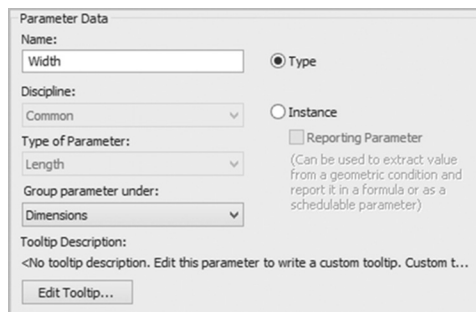 Parameter Data
Name:
Width
Type
Discipline:
Common
Instance
Type of Parameter:
Reporting Parameter
Length
(Can be used to extract value
from a geometric condition and
report it in a formula or as a
schedulable parameter)
Group parameter under:
Dimensions
Tooltip Description:
<No tooltip description. Edit this parameter to write a custom tooltip. Custom t...
Edit Tooltip...